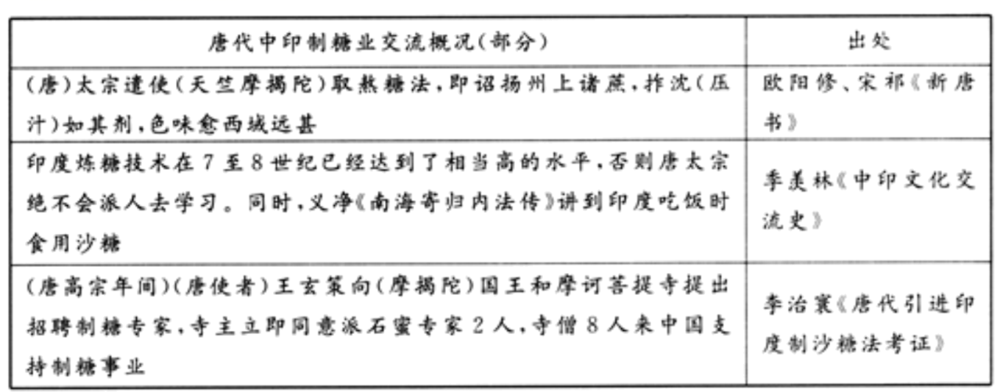 唐代中印制糖业交流概况(部分)
出处
(唐)太宗遣使(天竺摩揭陀)取熬糖法,即诏扬州上诸蔗,拃沈(压
汁)如其剂,色味愈西域远甚
欧阳修、宋祁《新唐
书》
印度炼糖技术在7至8世纪已经达到了相当高的水平,否则唐太宗
绝不会派人去学习。同时,义净《南海寄归内法传》讲到印度吃饭时
食用沙糖
季羡林《中印文化交
流史》
(唐高宗年间)(唐使者)王玄策向(摩揭陀)国王和摩诃菩提寺提出
招聘制糖专家,寺主立即同意派石蜜专家2人,寺僧8人来中国支
持制糖事业
李治寰《唐代引进印
度制沙糖法考证》